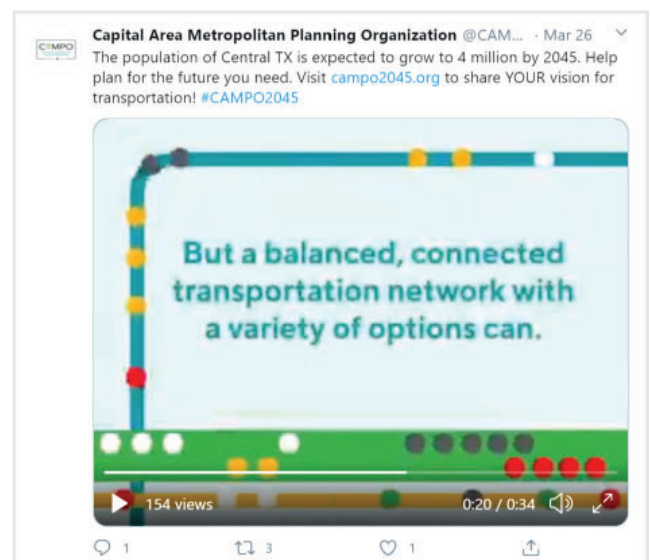 Capital Area Metropolitan Planning Organization @CAM... · Mar 26
CAMPO
The population of Central TX is expected to grow to 4 million by 2045. Help
plan for the future you need. Visit campo2045.org to share YOUR vision for
transportation! #CAMPO2045
But a balanced, connected
transportation network with
a variety of options can.
154 views
0:20 / 0:34
1
3
1